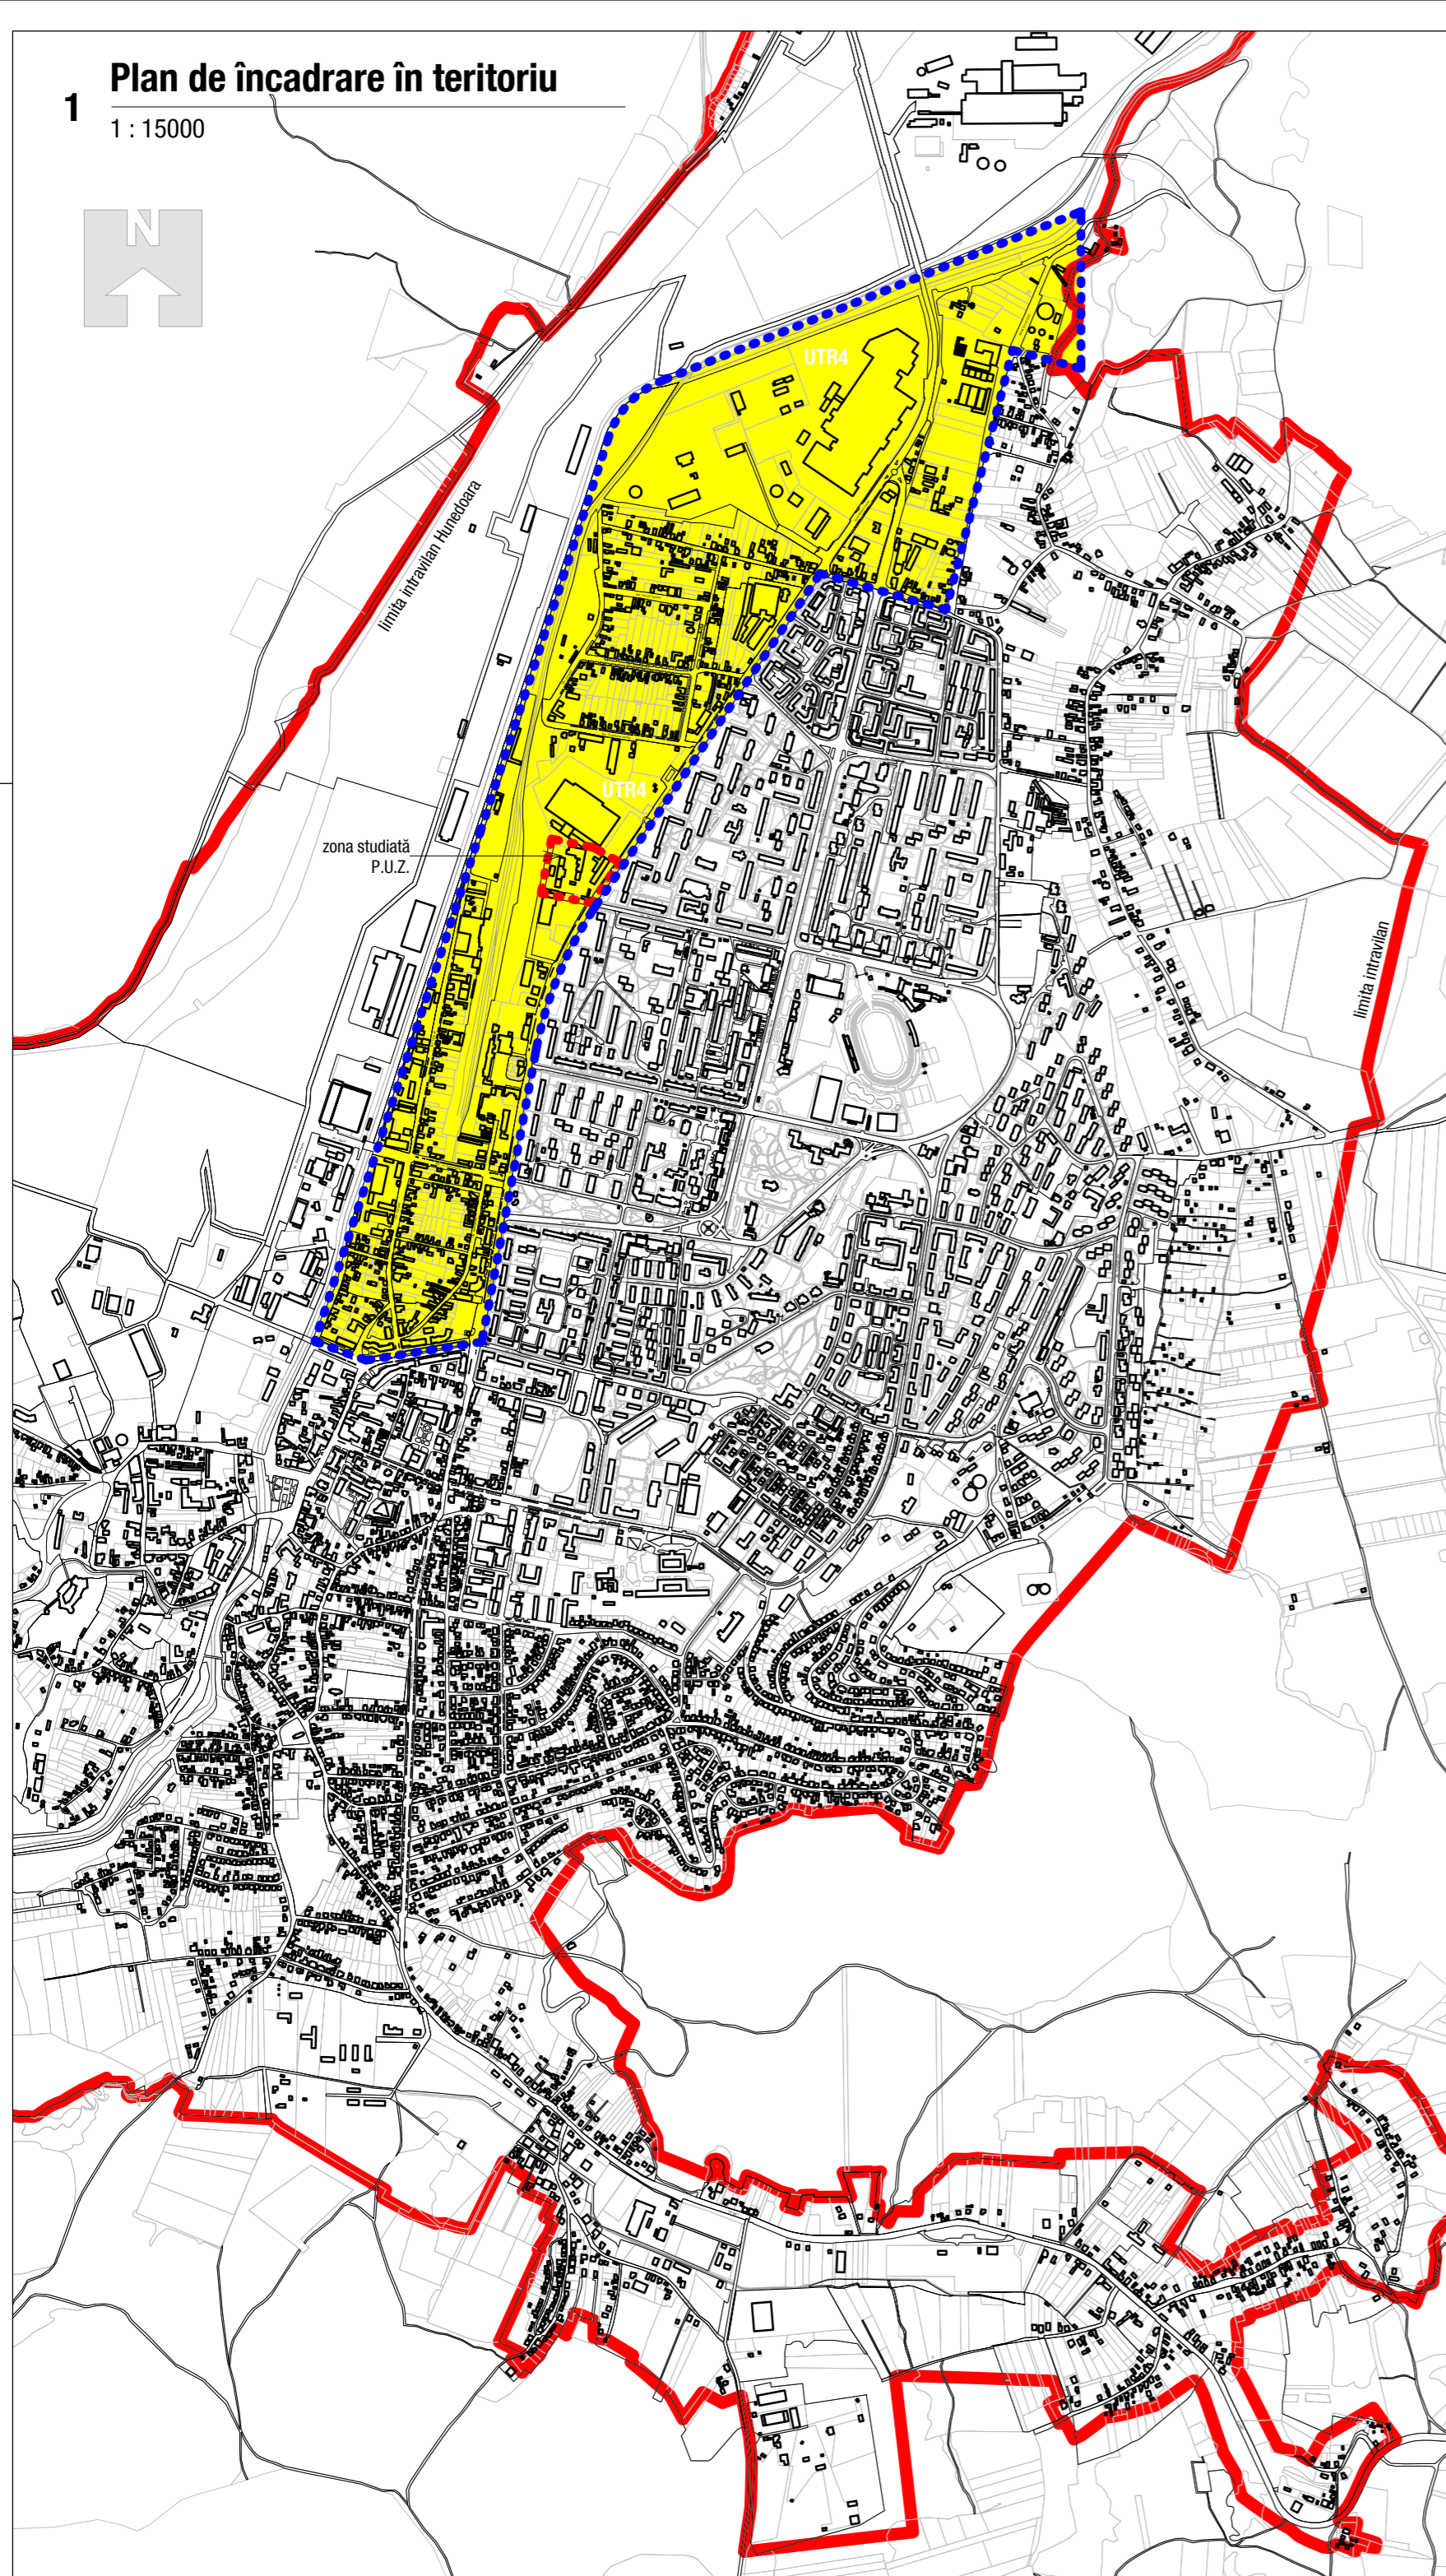 Plan de încadrare în teritoriu
1
1 : 15000
N
UTR4
limita intravilan Hunedoara
UTR4
zona studiată
P.U.Z.
limita intravilan